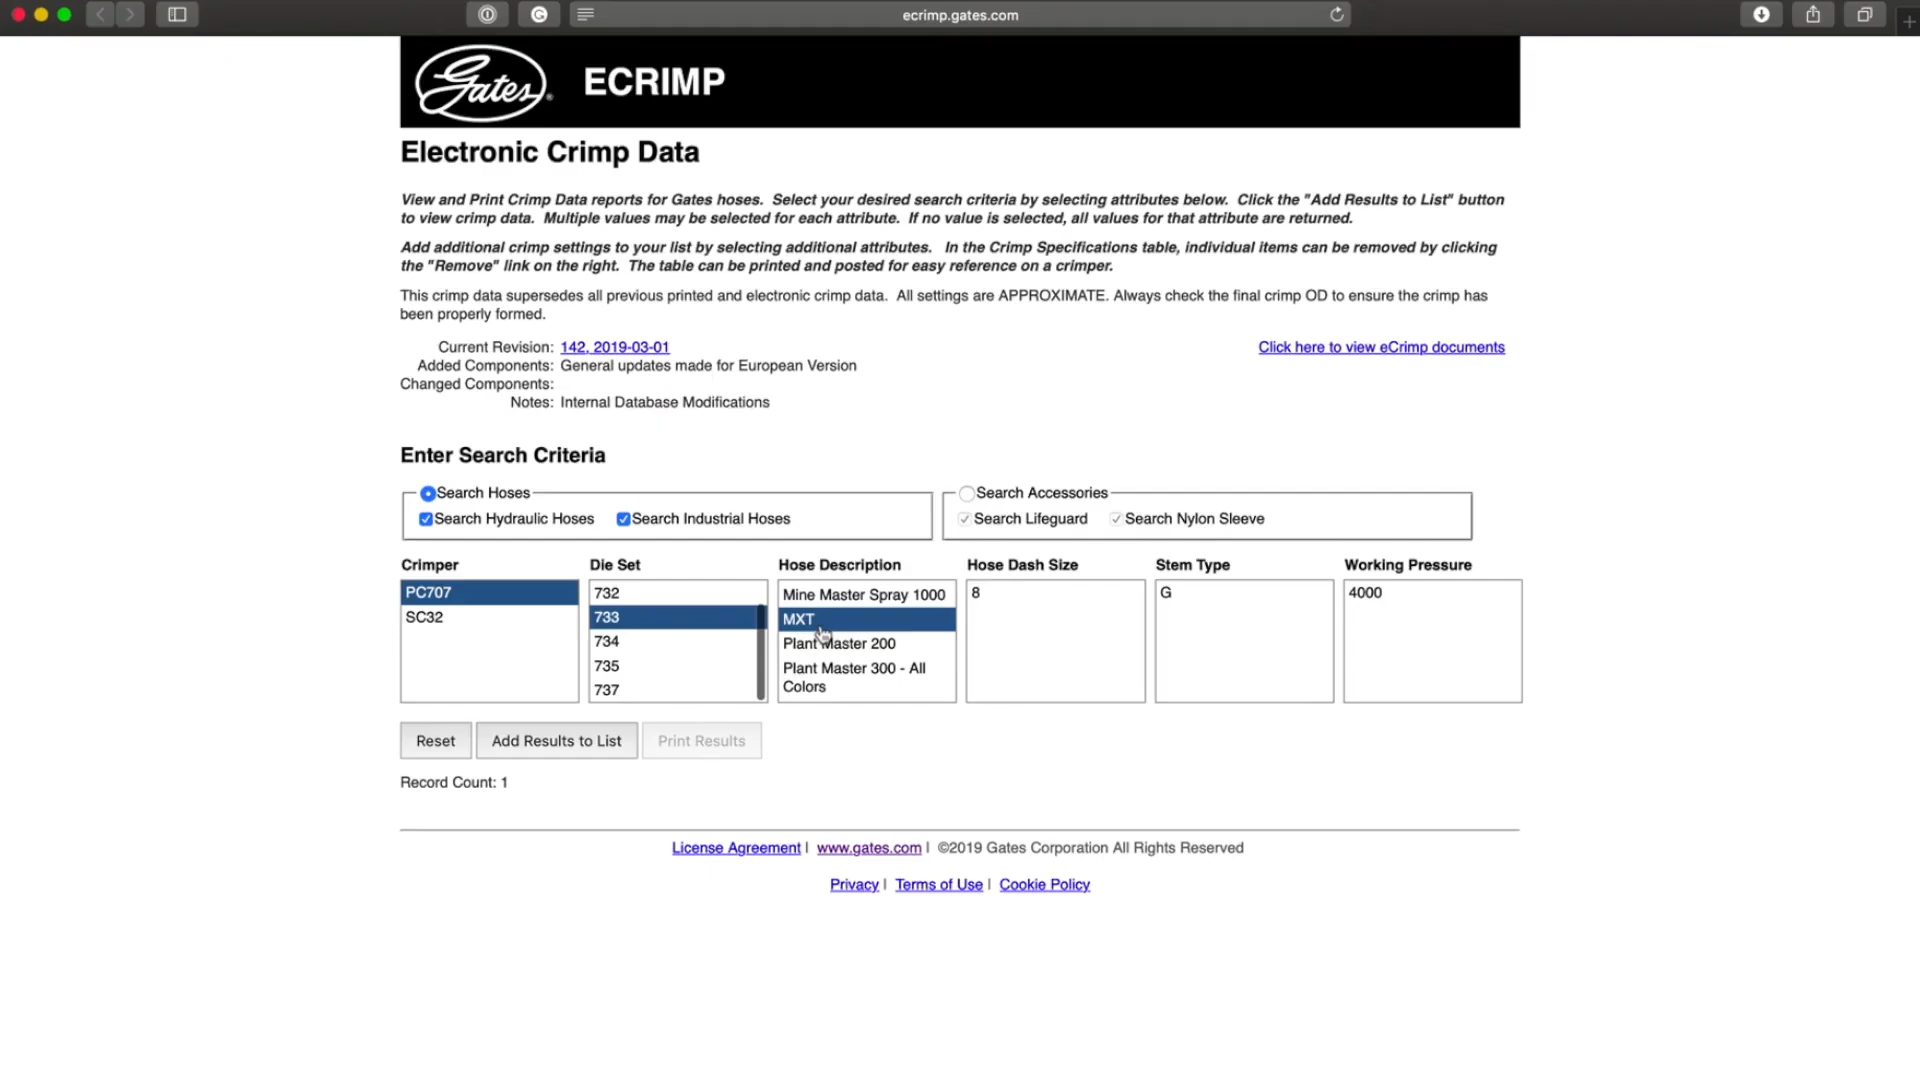 ecrimp.gates.com
Gates® ECRIMP
Electronic Crimp Data
View and Print Crimp Data reports for Gates hoses. Select your desired search criteria by selecting attributes below. Click the "Add Results to List" button
to view crimp data. Multiple values may be selected for each attribute. If no value is selected, all values for that attribute are returned.
Add additional crimp settings to your list by selecting additional attributes. In the Crimp Specifications table, individual items can be removed by clicking
the "Remove" link on the right. The table can be printed and posted for easy reference on a crimper.
This crimp data supersedes all previous printed and electronic crimp data. All settings are APPROXIMATE. Always check the final crimp OD to ensure the crimp has
been properly formed.
Current Revision: 142, 2019-03-01 Click here to view eCrimp documents
Added Components: General updates made for European Version
Changed Components:
Notes: Internal Database Modifications
Enter Search Criteria
Search Hoses Search Accessories
Search Hydraulic Hoses Search Industrial Hoses Search Lifeguard Search Nylon Sleeve
Crimper Die Set Hose Description Hose Dash Size Stem Type Working Pressure
PC707 732 Mine Master Spray 1000 8 G 4000
SC32 733 MXT
734 Plant Master 200
735 Plant Master 300 - All
737 Colors
Reset Add Results to List Print Results
Record Count: 1
License Agreement | www.gates.com | ©2019 Gates Corporation All Rights Reserved
Privacy | Terms of Use | Cookie Policy